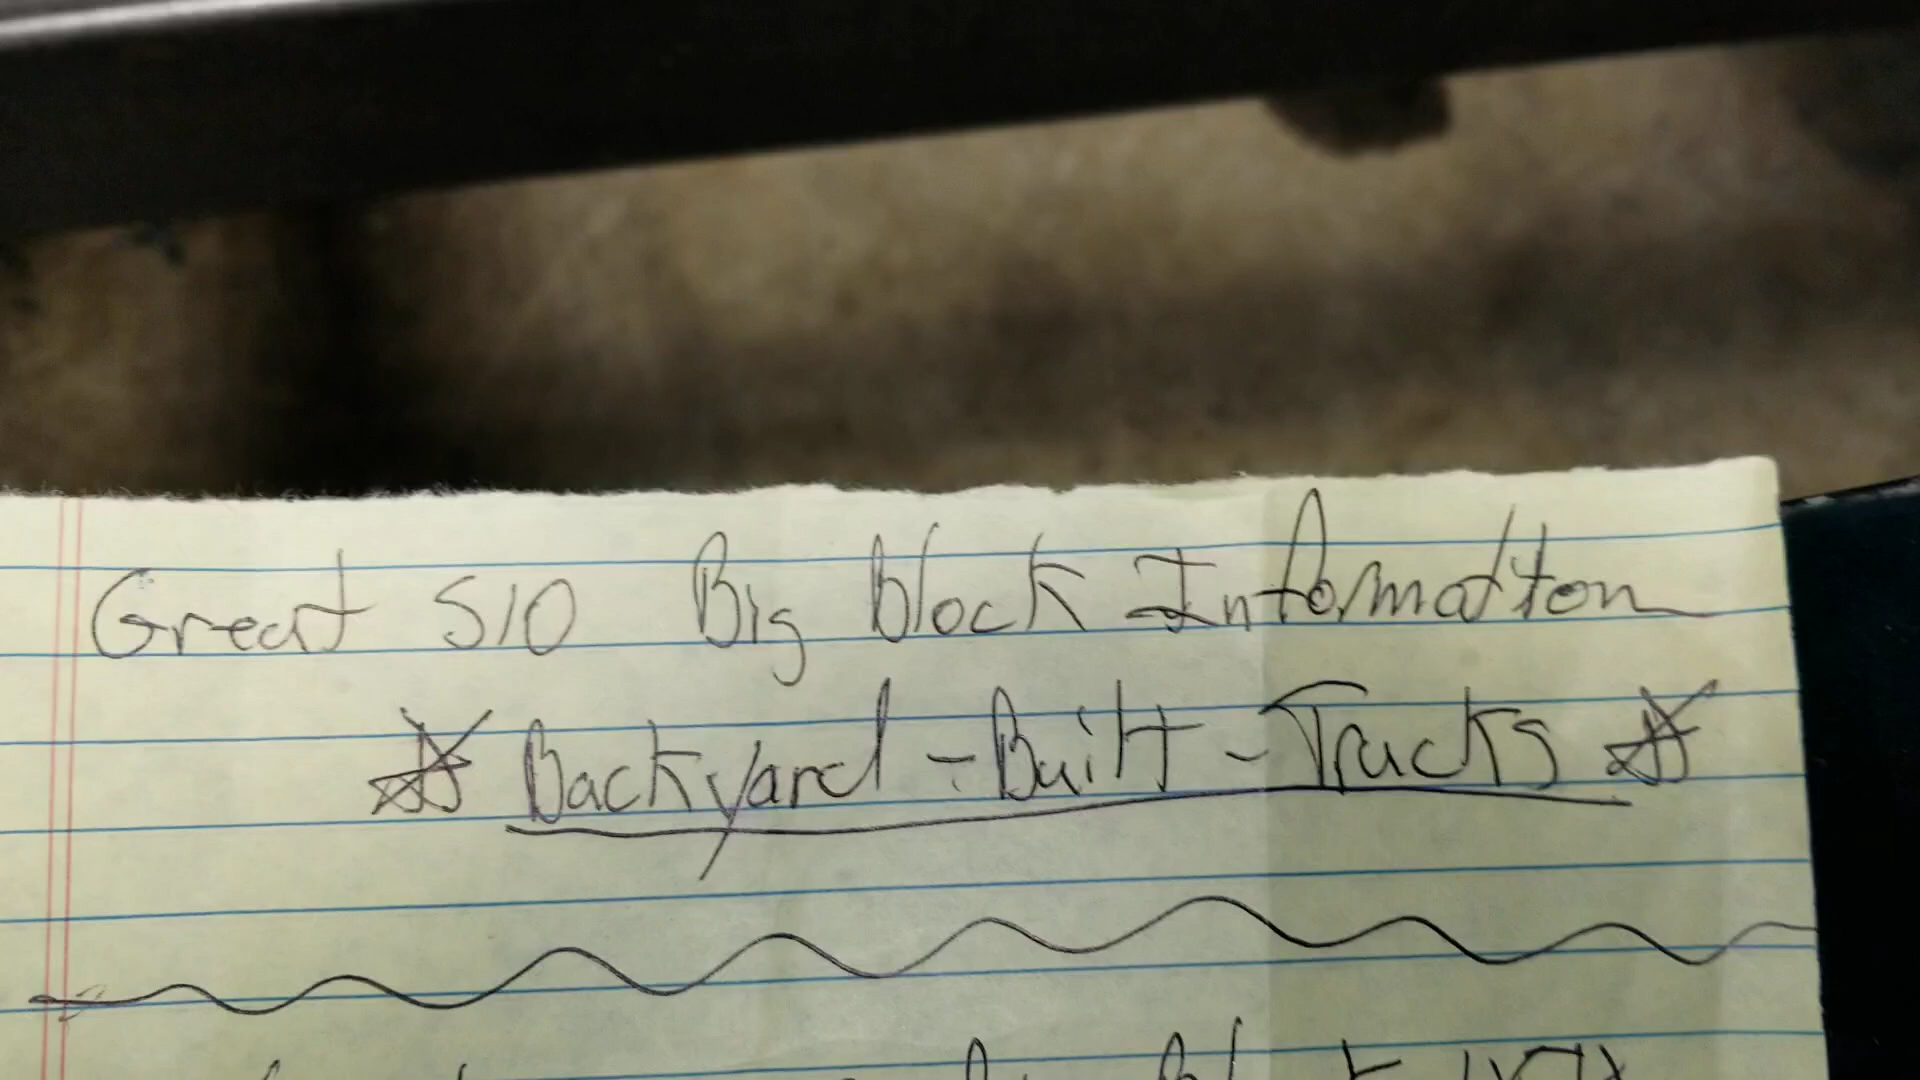 Great S10 Big Block Information
☆ Backyard - Built - Trucks ☆